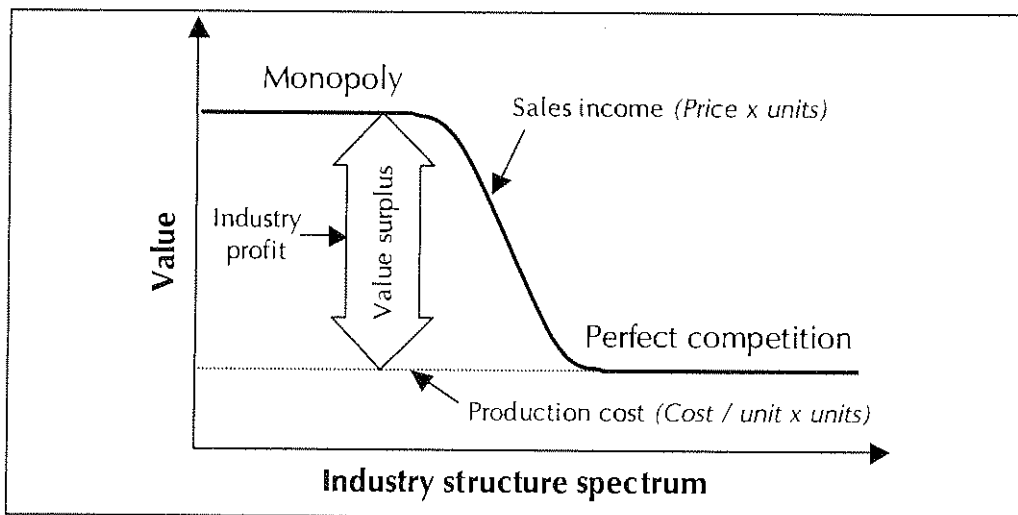 Monopoly
Sales income (Price x units)
Value
Industry
profit
Value surplus
Perfect competition
Production cost (Cost / unit x units)
Industry structure spectrum